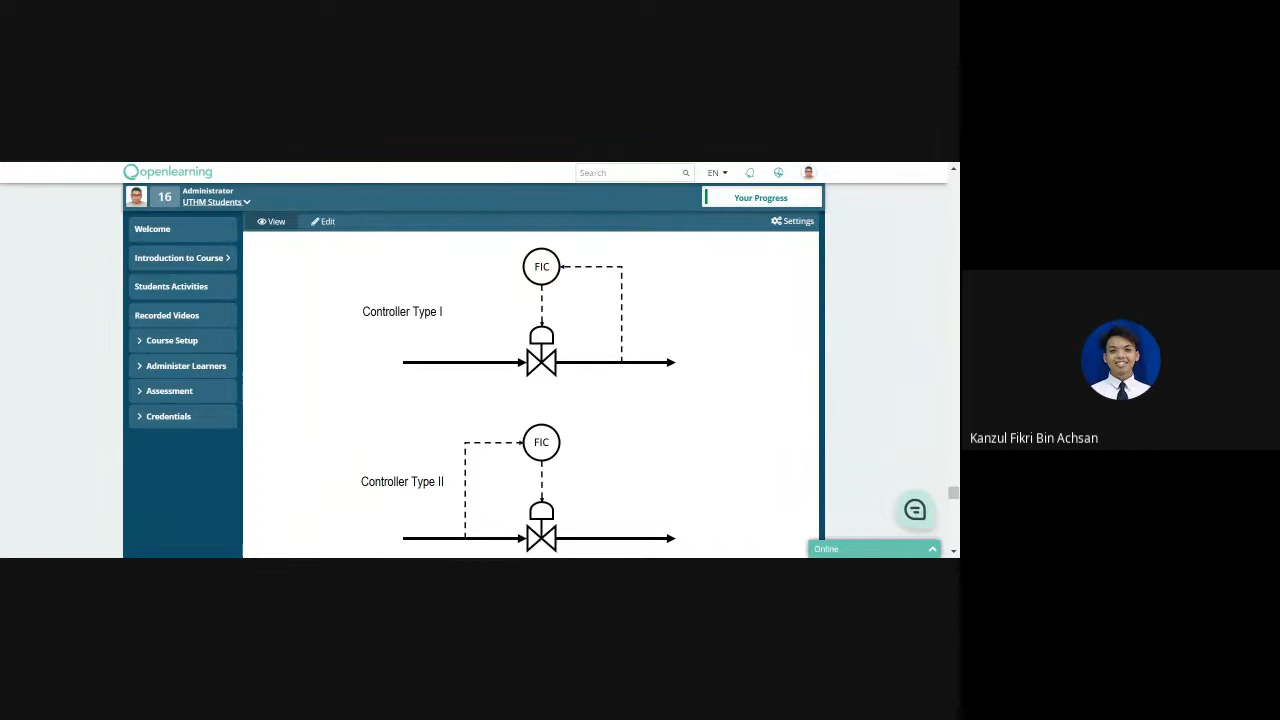 openlearning
Search
EN
16
Administrator
UTHM Students
Your Progress
View
Edit
Settings
Welcome
Introduction to Course
Students Activities
Recorded Videos
Course Setup
Administer Learners
Assessment
Credentials
FIC
Controller Type I
FIC
Controller Type II
Kanzul Fikri Bin Achsan
Online